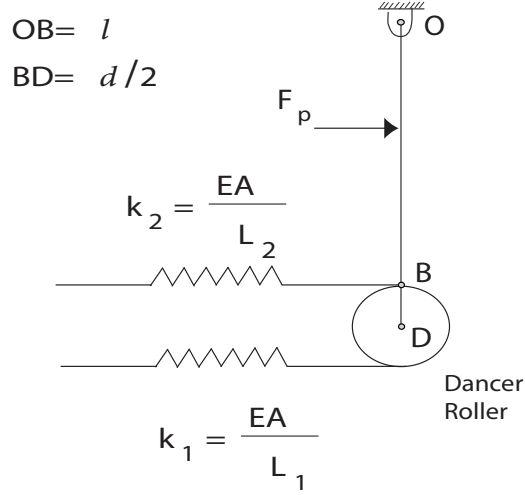 OB= l
BD= d/2
O
F p
k 2 = EA / L 2
B
D
Dancer
Roller
k 1 = EA / L 1